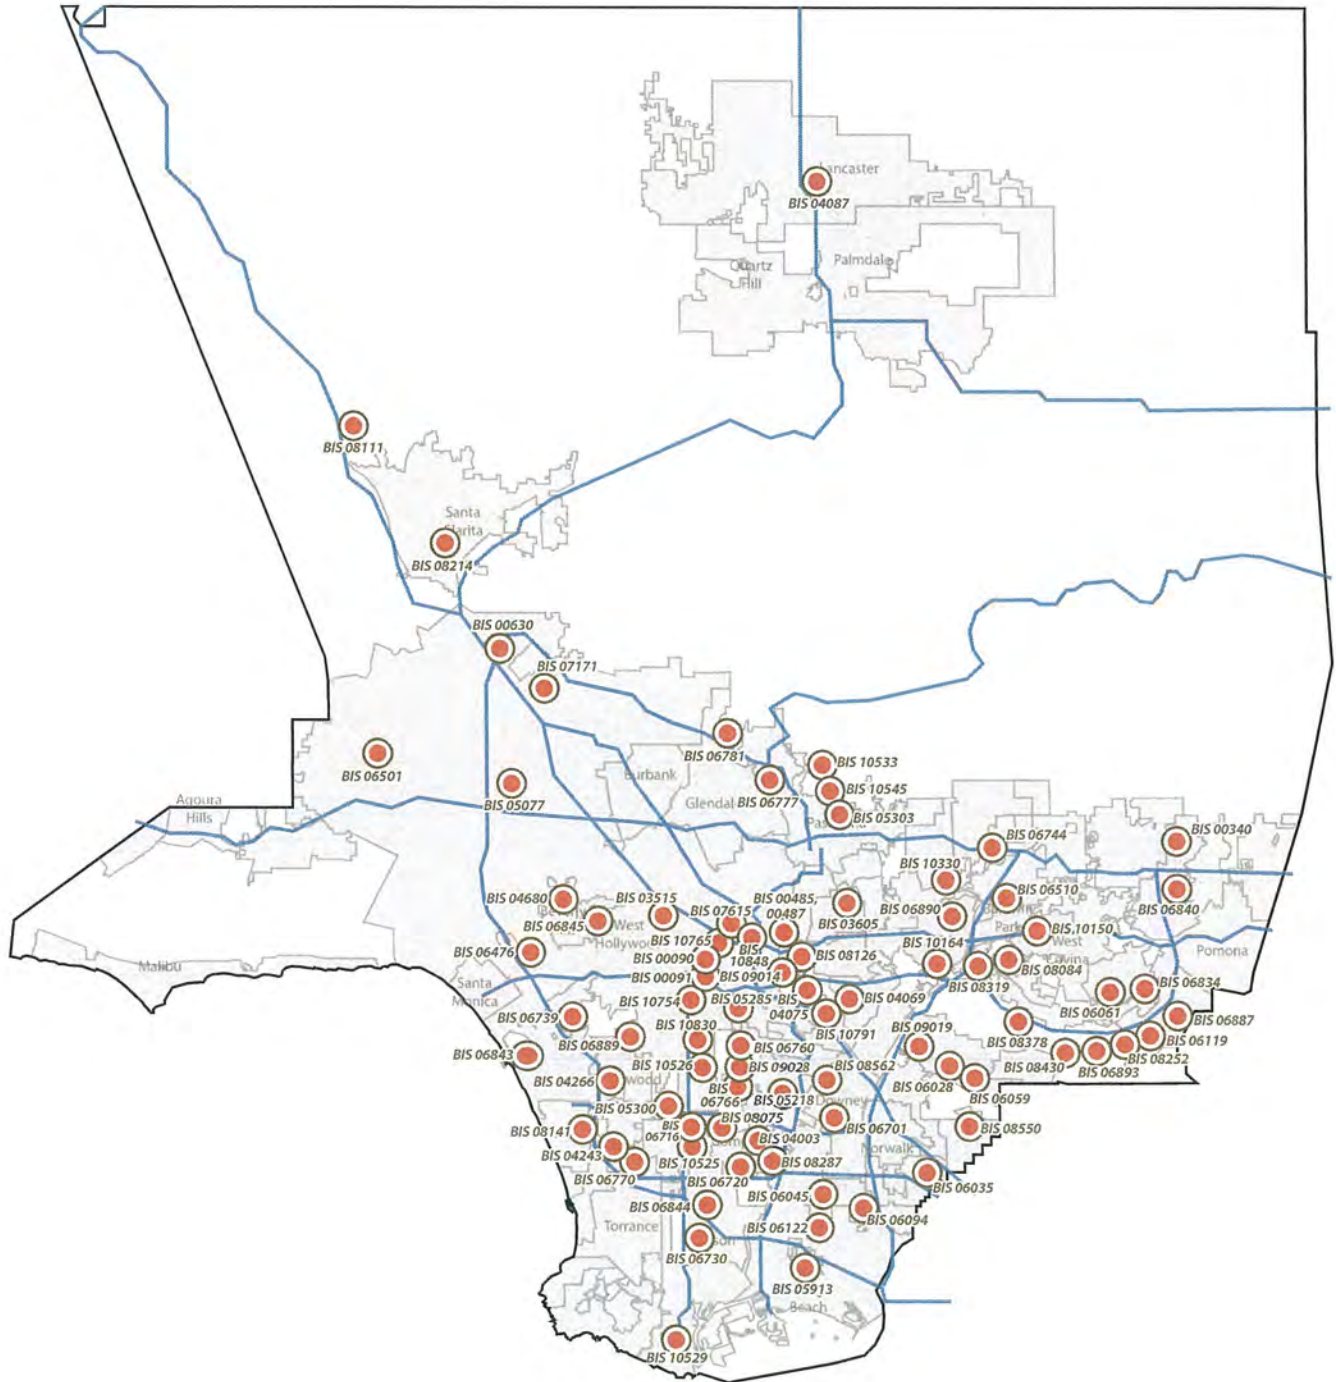 Lancaster
BIS 04087
Quartz
Hill
Palmdale
BIS 08111
Santa
Clarita
BIS 08214
BIS 00630
BIS 07171
BIS 06781
BIS 10533
BIS 06501
BIS 05077
Burbank
BIS 06777
BIS 10545
Agoura
Hills
Glendal
BIS 05303
Pas
BIS 06744
BIS 00340
BIS 10330
BIS 04680
BIS 03515
BIS 00485,
00487
BIS 06510
BIS 06840
BIS 06845
West
Hollywood
BIS 07615
BIS 03605
BIS 06890
Park
BIS 10150
West
Covina
BIS 06476
BIS 10765
BIS
10848
BIS 10164
Pomona
BIS 00090
BIS 08126
BIS 08084
Malibu
Santa
Monica
BIS 00091
BIS 09014
BIS 08319
BIS 06834
BIS 10754
BIS 05285
BIS
04075
BIS 04069
BIS 06061
BIS 06739
BIS 10791
BIS 06887
BIS 10830
BIS 09019
BIS 08378
BIS 06119
BIS 06889
BIS 06760
BIS 08252
BIS 06843
BIS 10526
BIS 09028
BIS 08562
BIS 08430
BIS 06893
BIS 04266
wood
BIS
06766
BIS 05218
Downey
BIS 06028
BIS 06059
BIS 05300
BIS 08075
BIS 06701
BIS 08550
BIS 08141
BIS
06716
BIS 04003
Norwalk
BIS 04243
BIS 10525
BIS 08287
BIS 06770
BIS 06720
BIS 06035
BIS 06844
BIS 06045
BIS 06094
Torrance
BIS 06122
son
BIS 06730
BIS 05913
Beach
BIS 10529